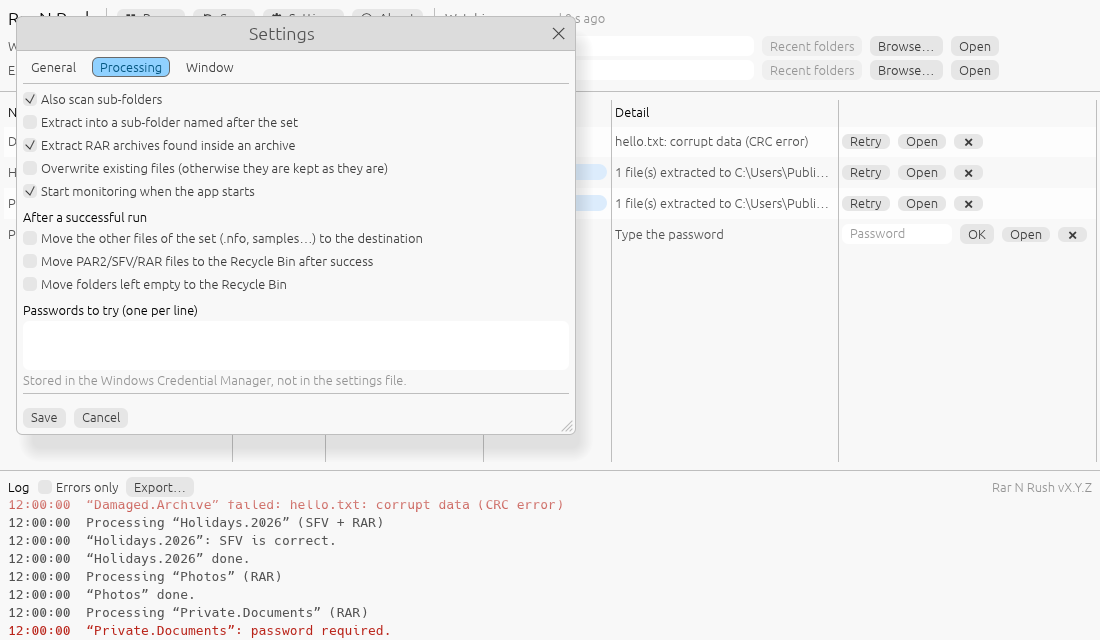 s ago
Settings
General Processing Window
Recent folders Browse… Open
Recent folders Browse… Open
Also scan sub-folders
Extract into a sub-folder named after the set
Extract RAR archives found inside an archive
Overwrite existing files (otherwise they are kept as they are)
Start monitoring when the app starts
After a successful run
Move the other files of the set (.nfo, samples…) to the destination
Move PAR2/SFV/RAR files to the Recycle Bin after success
Move folders left empty to the Recycle Bin
Passwords to try (one per line)
Stored in the Windows Credential Manager, not in the settings file.
Save Cancel
Detail
hello.txt: corrupt data (CRC error) Retry Open ×
1 file(s) extracted to C:\Users\Publi… Retry Open ×
1 file(s) extracted to C:\Users\Publi… Retry Open ×
Type the password Password OK Open ×
Log Errors only Export… Rar N Rush vX.Y.Z
12:00:00 “Damaged.Archive” failed: hello.txt: corrupt data (CRC error)
12:00:00 Processing “Holidays.2026” (SFV + RAR)
12:00:00 “Holidays.2026”: SFV is correct.
12:00:00 “Holidays.2026” done.
12:00:00 Processing “Photos” (RAR)
12:00:00 “Photos” done.
12:00:00 Processing “Private.Documents” (RAR)
12:00:00 “Private.Documents”: password required.